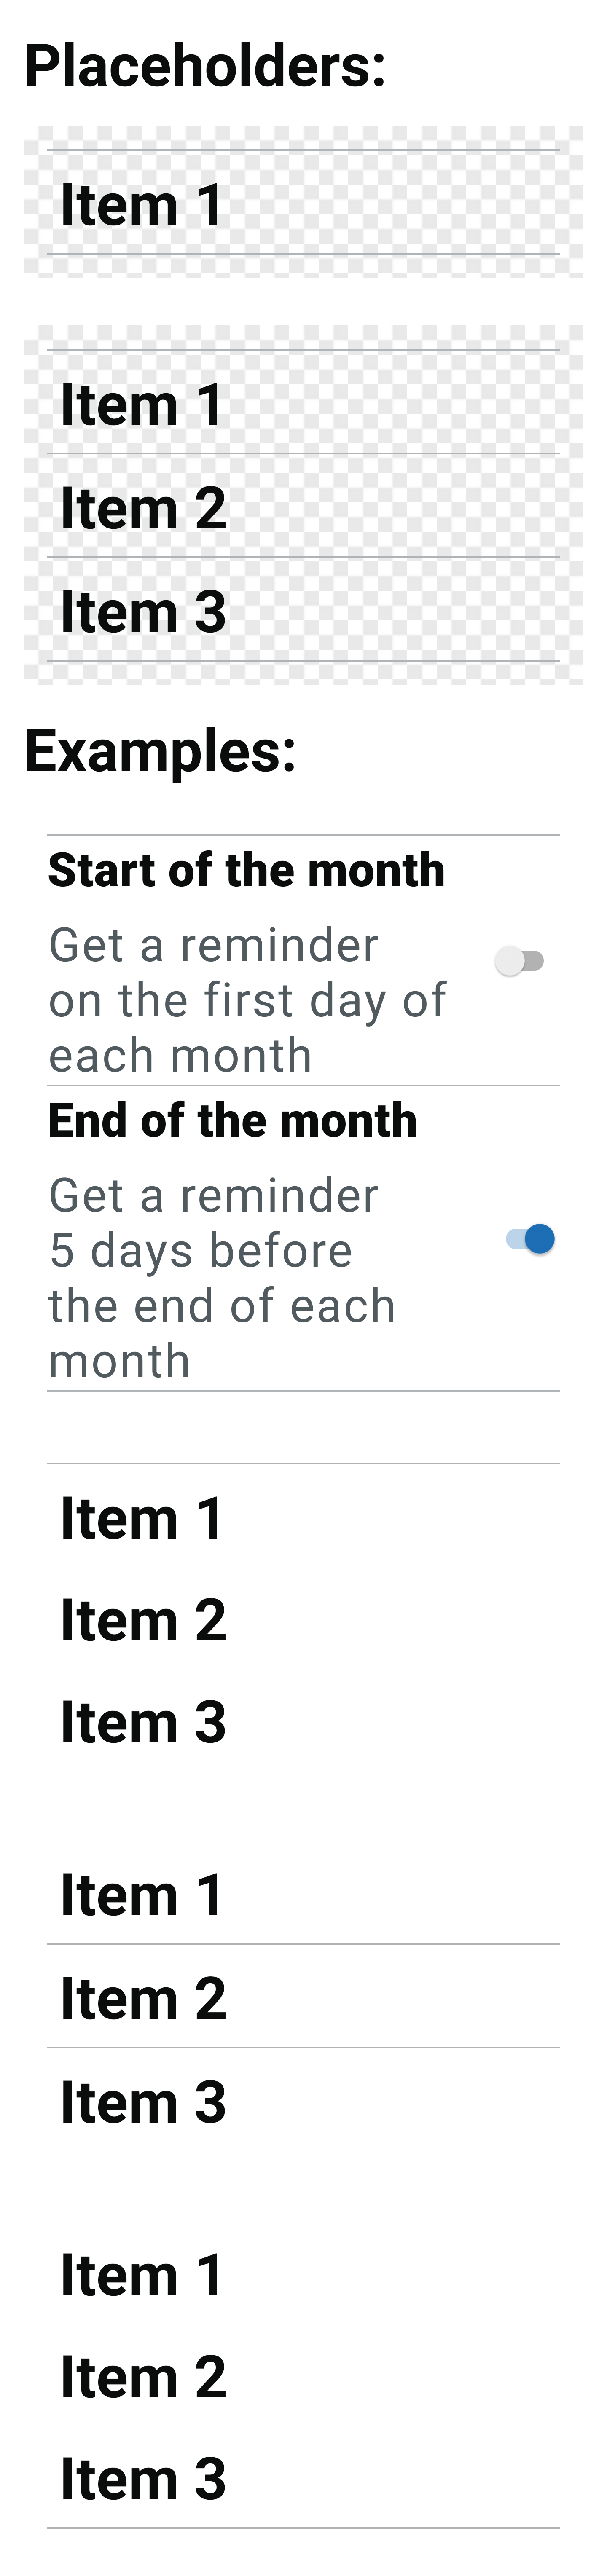 Placeholders:
Item 1
Item 1
Item 2
Item 3
Examples:
Start of the month
Get a reminder
on the first day of
each month
End of the month
Get a reminder
5 days before
the end of each
month
Item 1
Item 2
Item 3
Item 1
Item 2
Item 3
Item 1
Item 2
Item 3